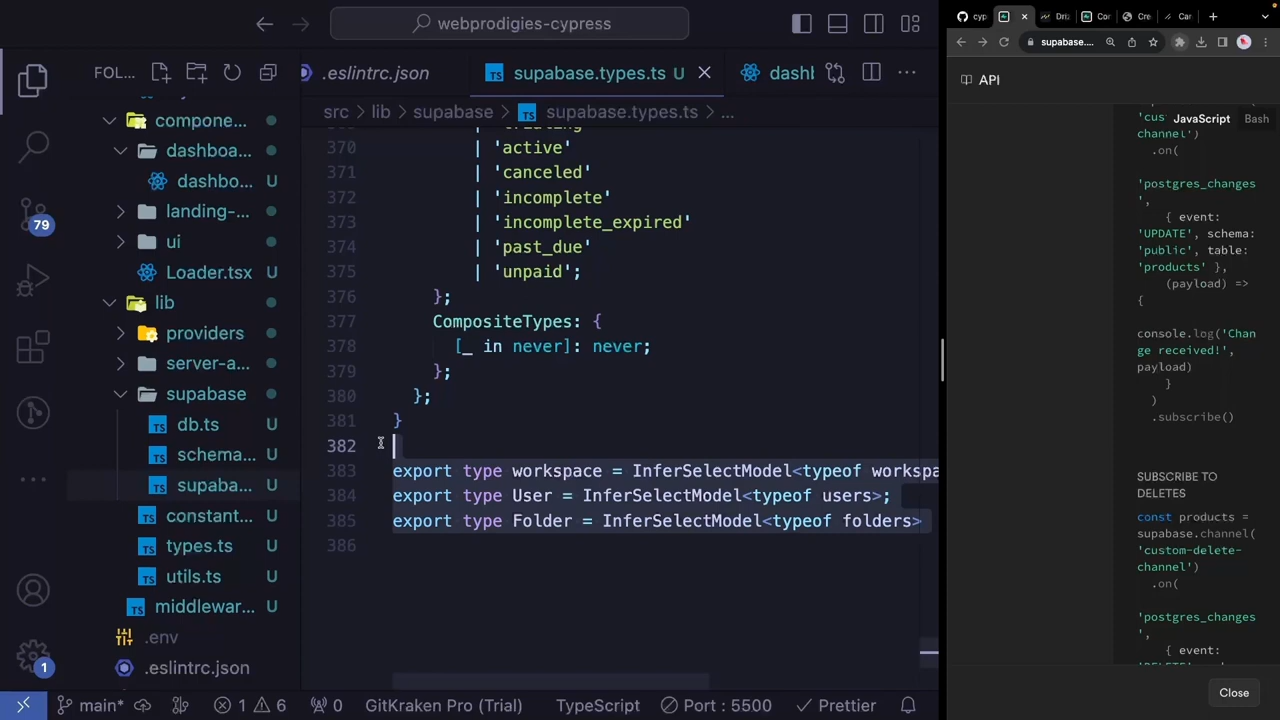 webprodigies-cypress
FOL...
.eslintrc.json
supabase.types.ts U
dashl
src > lib > supabase > supabase.types.ts > ...
compone...
dashboa...
dashbo... U
landing-...
ui
Loader.tsx U
lib
providers
server-a...
supabase
db.ts U
schema... U
supaba... U
constant... U
types.ts U
utils.ts U
middlewar... U
.env
.eslintrc.json
79
1
370 | 'active'
371 | 'canceled'
372 | 'incomplete'
373 | 'incomplete_expired'
374 | 'past_due'
375 | 'unpaid';
376 };
377 CompositeTypes: {
378 [_ in never]: never;
379 };
380 };
381 }
382
383 export type workspace = InferSelectModel<typeof workspa
384 export type User = InferSelectModel<typeof users>;
385 export type Folder = InferSelectModel<typeof folders>
386
main*
1 6
0
GitKraken Pro (Trial)
TypeScript
Port : 5500
Prettier
cyp
Dri
Cor
Cre
Car
supabase....
API
JavaScript
Bash
'cus
channel')
.on(
'postgres_changes'
,
{ event:
'UPDATE', schema:
'public', table:
'products' },
(payload) =>
{
console.log('Chan
ge received!',
payload)
}
)
.subscribe()
SUBSCRIBE TO
DELETES
const products =
supabase.channel(
'custom-delete-
channel')
.on(
'postgres_changes'
,
{ event:
Close